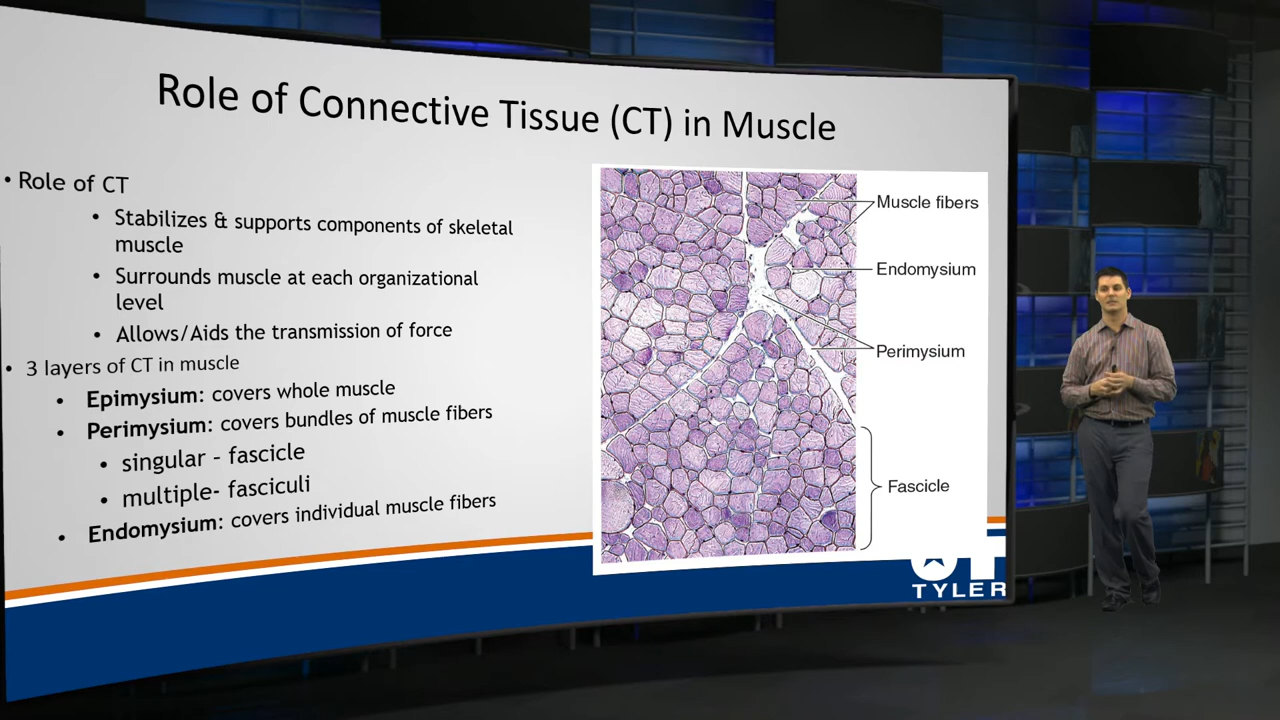 Role of Connective Tissue (CT) in Muscle
• Role of CT
• Stabilizes & supports components of skeletal
muscle
• Surrounds muscle at each organizational
level
• Allows/Aids the transmission of force
• 3 layers of CT in muscle
• Epimysium: covers whole muscle
• Perimysium: covers bundles of muscle fibers
• singular - fascicle
• multiple- fasciculi
• Endomysium: covers individual muscle fibers
Muscle fibers
Endomysium
Perimysium
Fascicle
UT
TYLER